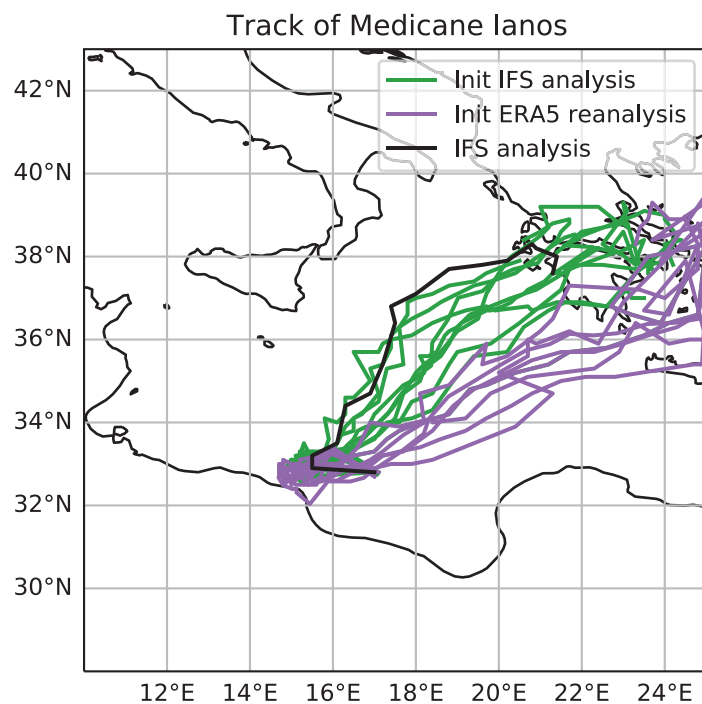 Track of Medicane Ianos
Init IFS analysis
Init ERA5 reanalysis
IFS analysis
42°N
40°N
38°N
36°N
34°N
32°N
30°N
12°E 14°E 16°E 18°E 20°E 22°E 24°E